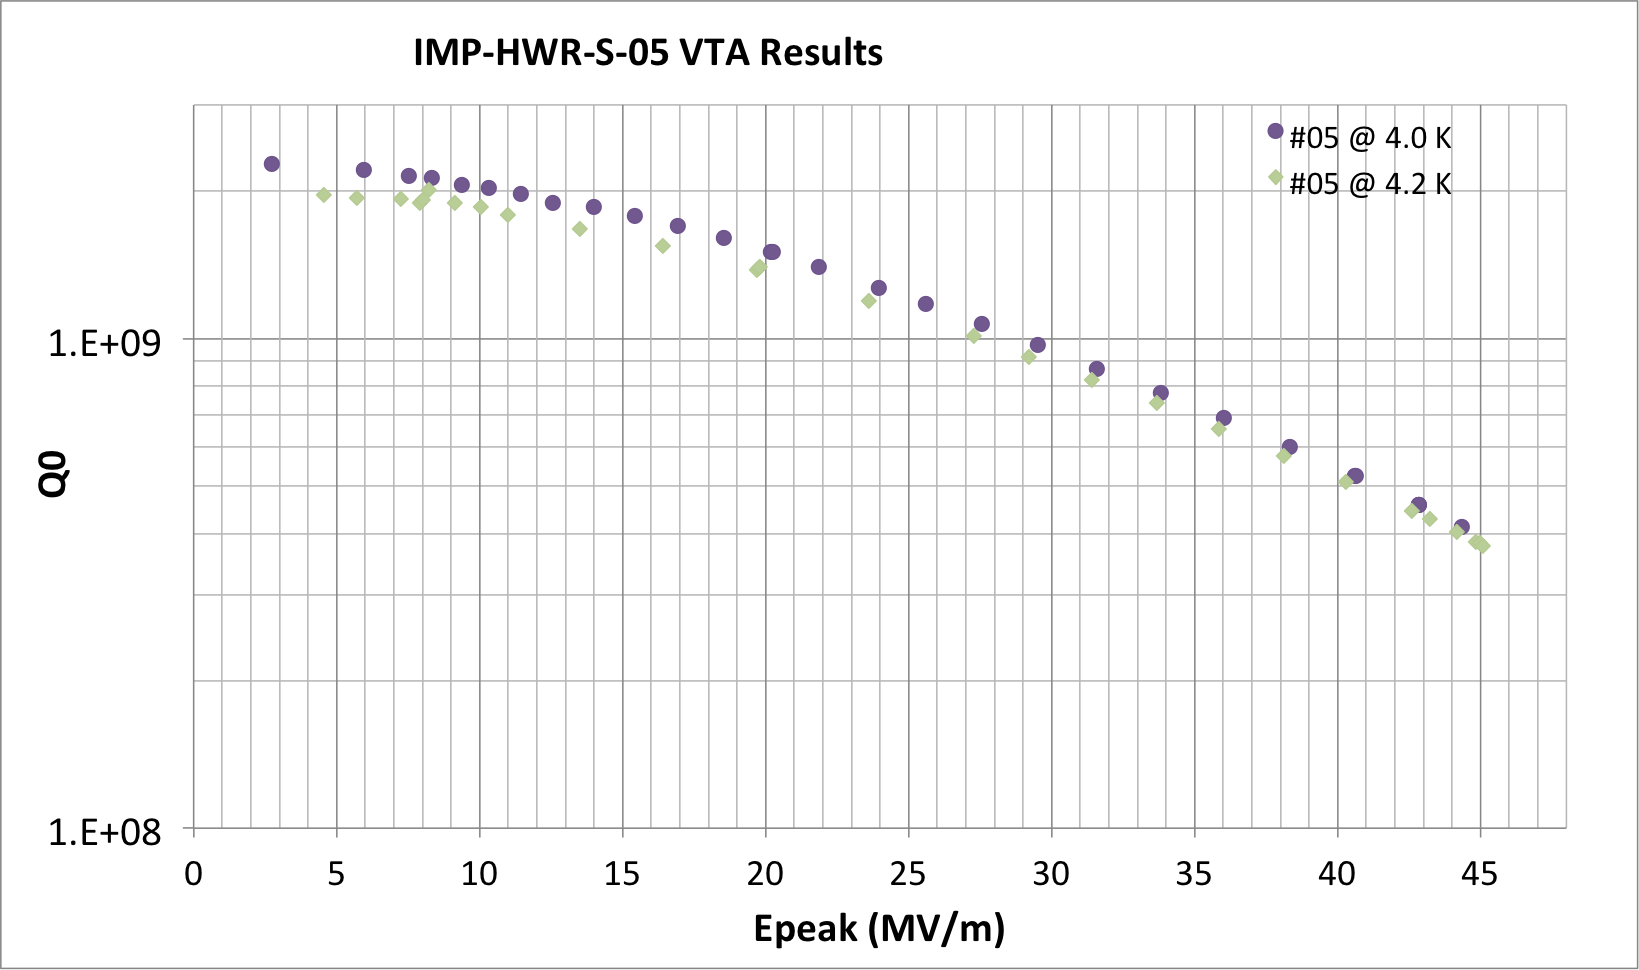 IMP-HWR-S-05 VTA Results
#05 @ 4.0 K
#05 @ 4.2 K
1.E+09
1.E+08
Q0
0 5 10 15 20 25 30 35 40 45
Epeak (MV/m)